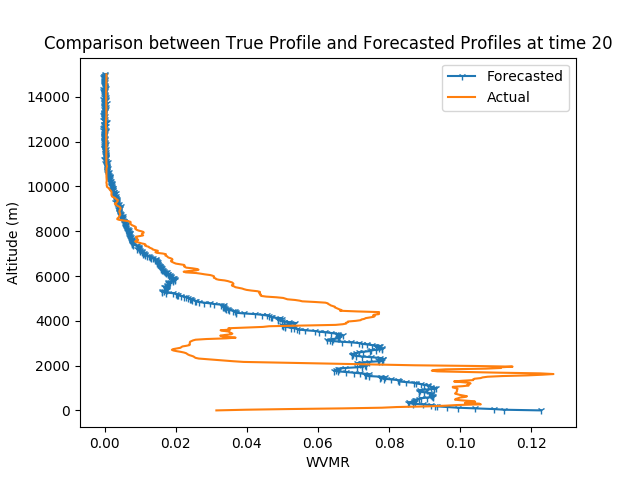 Comparison between True Profile and Forecasted Profiles at time 20
Forecasted
Actual
14000
12000
10000
8000
6000
4000
2000
0
Altitude (m)
0.00 0.02 0.04 0.06 0.08 0.10 0.12
WVMR